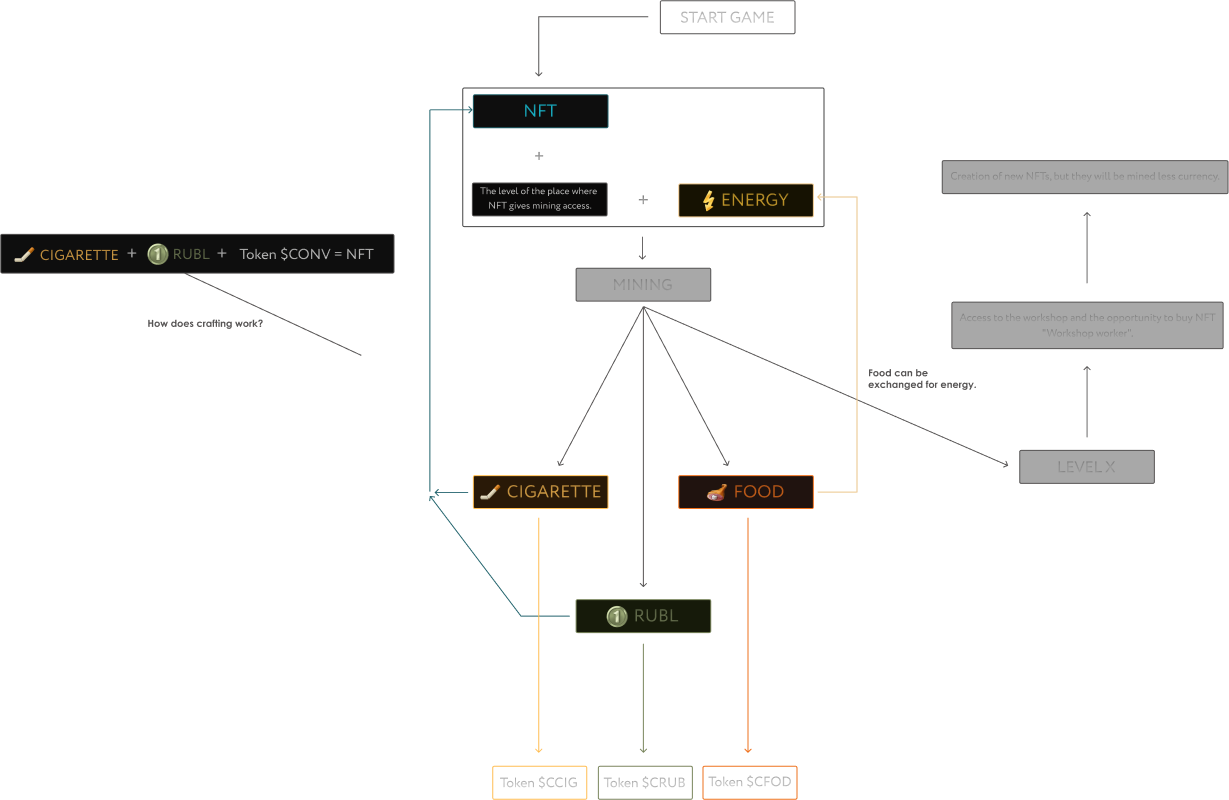 START GAME
NFT
+
The level of the place where
NFT gives mining access.
+
ENERGY
Creation of new NFTs, but they will be mined less currency.
CIGARETTE + 1 RUBL + Token $CONV = NFT
MINING
Access to the workshop and the opportunity to buy NFT
"Workshop worker".
How does crafting work?
Food can be
exchanged for energy.
LEVEL X
CIGARETTE
FOOD
1 RUBL
Token $CCIG
Token $CRUB
Token $CFOD